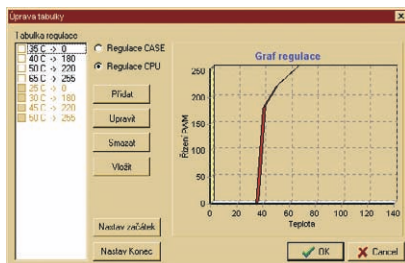 Úprava tabulky
Tabulka regulace
35 C -> 0
40 C -> 180
50 C -> 220
65 C -> 255
25 C -> 0
30 C -> 180
45 C -> 220
50 C -> 255
Regulace CASE
Regulace CPU
Přidat
Upravit
Smazat
Vložit
Nastav začátek
Nastav Konec
Graf regulace
Řízení PWM
250
200
150
100
50
0
0 20 40 60 80 100 120 140
Teplota
OK
Cancel